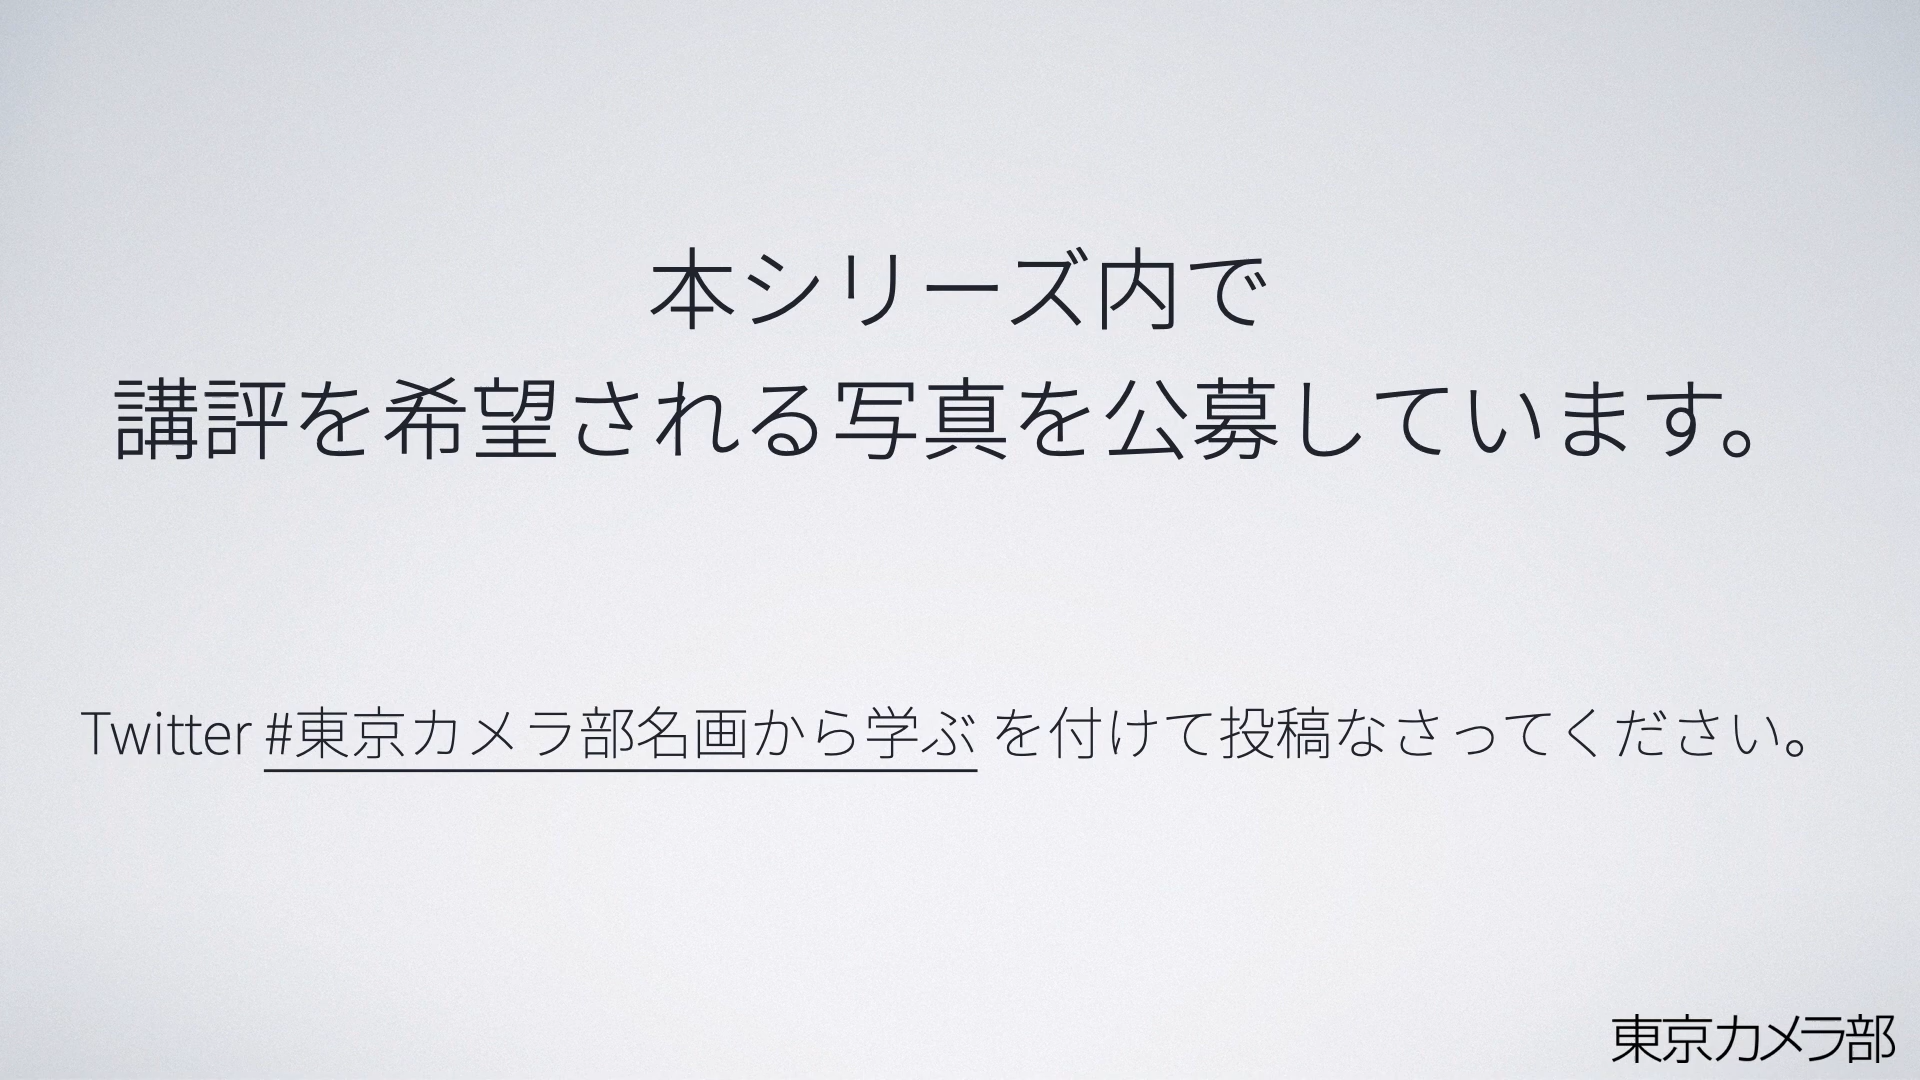 本シリーズ内で
講評を希望される写真を公募しています。
Twitter #東京カメラ部名画から学ぶ を付けて投稿なさってください。
東京カメラ部